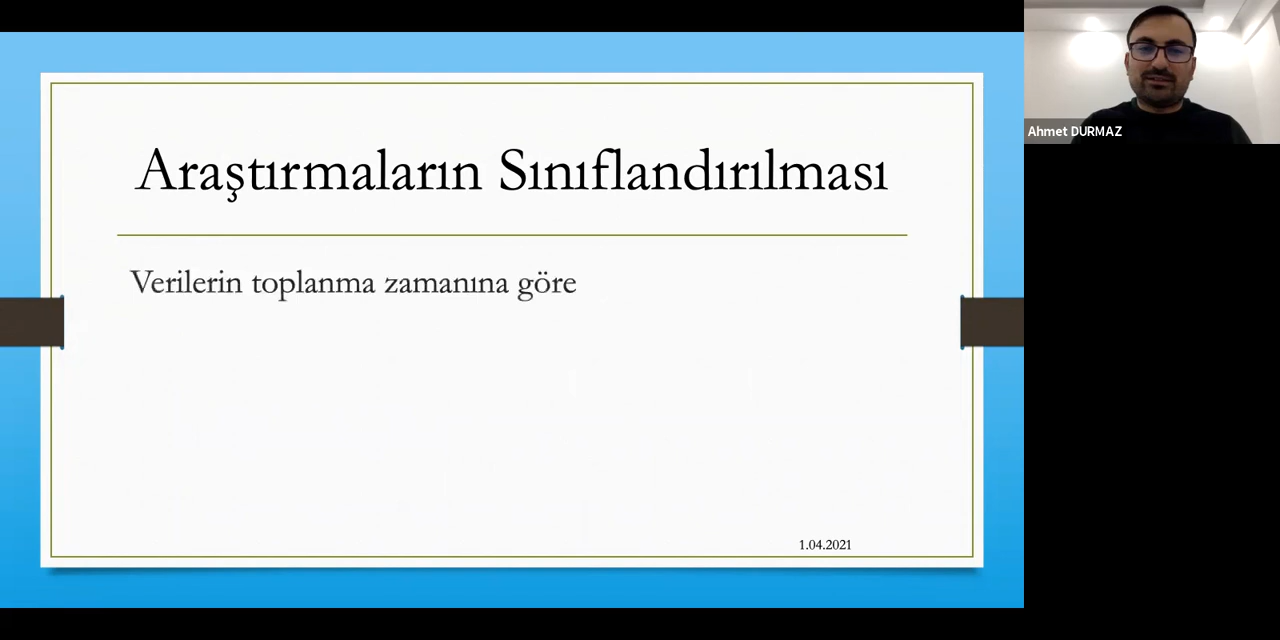 Araştırmaların Sınıflandırılması
Verilerin toplanma zamanına göre
1.04.2021
Ahmet DURMAZ